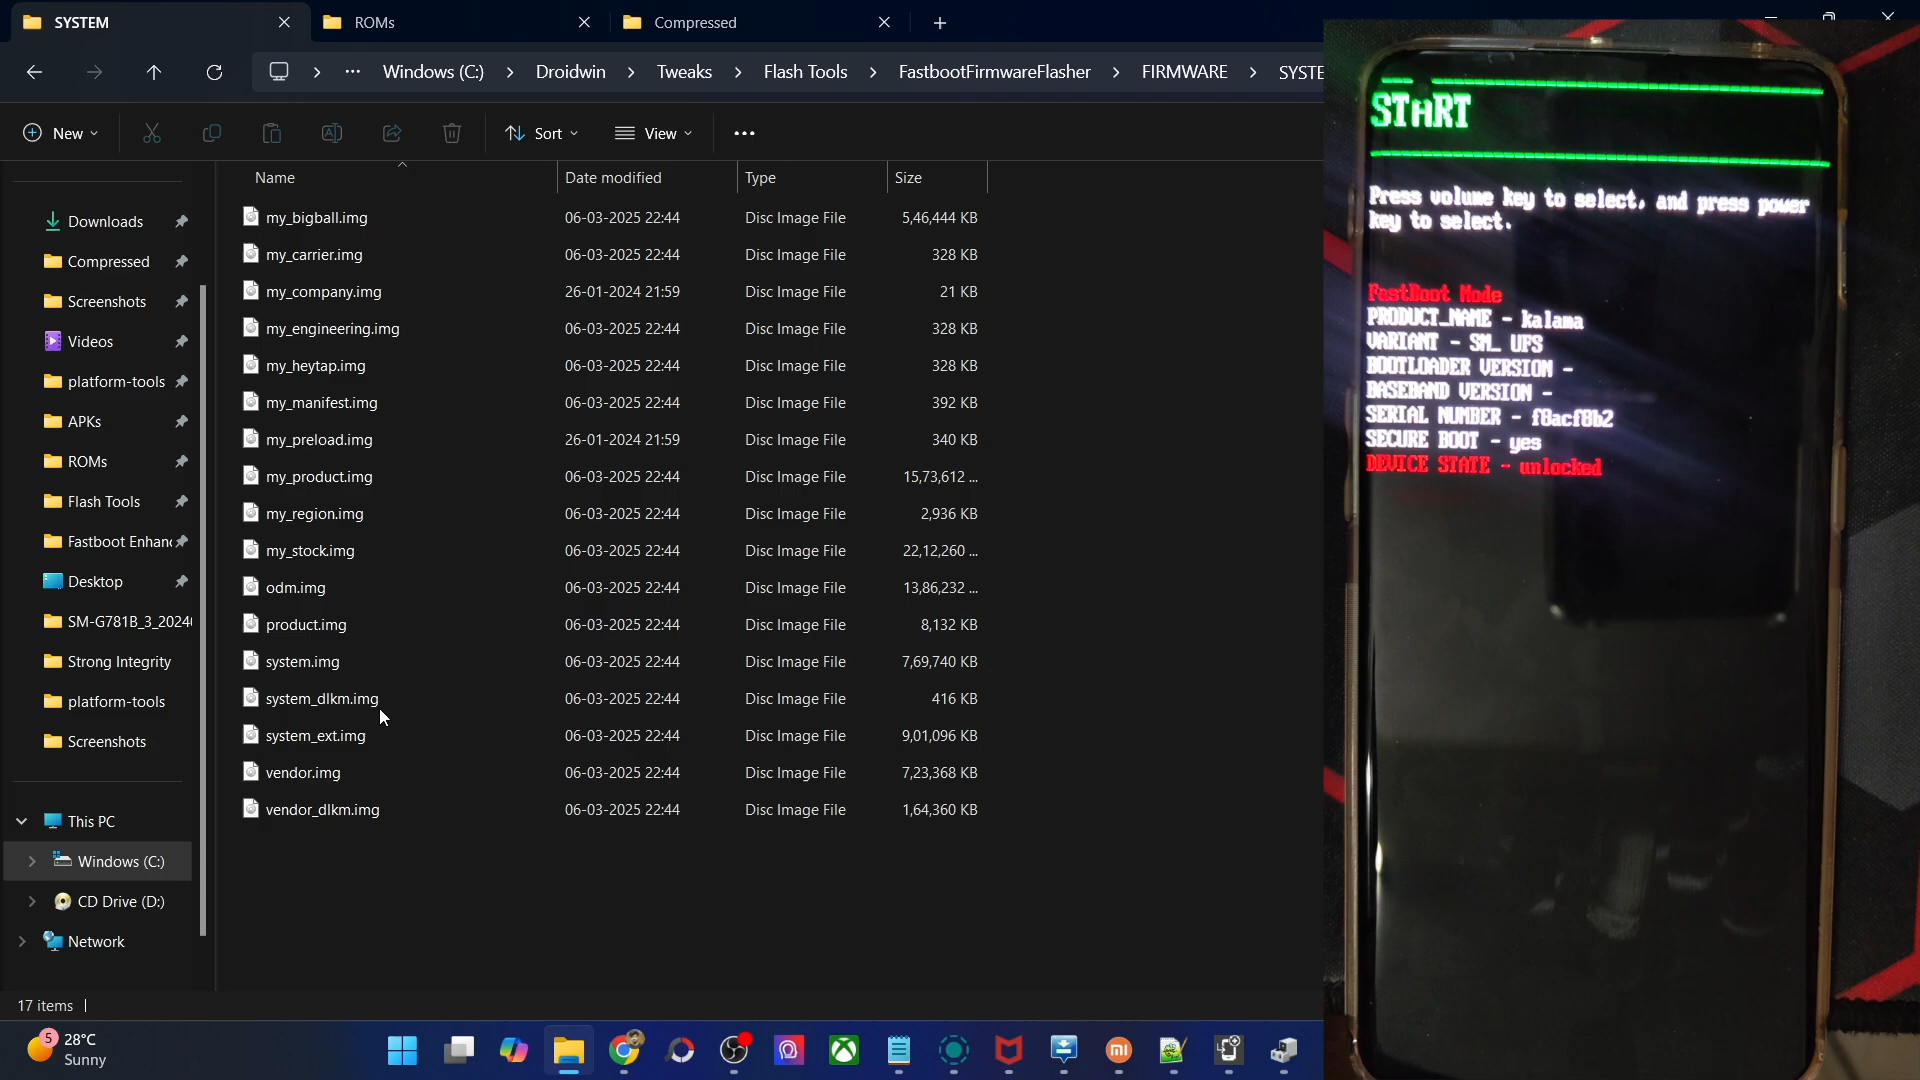 SYSTEM
ROMs
Compressed
Windows (C:)
Droidwin
Tweaks
Flash Tools
FastbootFirmwareFlasher
FIRMWARE
SYSTE
New
Sort
View
Name
Date modified
Type
Size
Downloads
Compressed
Screenshots
Videos
platform-tools
APKs
ROMs
Flash Tools
Fastboot Enhanc
Desktop
SM-G781B_3_2024
Strong Integrity
platform-tools
Screenshots
This PC
Windows (C:)
CD Drive (D:)
Network
my_bigball.img 06-03-2025 22:44 Disc Image File 5,46,444 KB
my_carrier.img 06-03-2025 22:44 Disc Image File 328 KB
my_company.img 26-01-2024 21:59 Disc Image File 21 KB
my_engineering.img 06-03-2025 22:44 Disc Image File 328 KB
my_heytap.img 06-03-2025 22:44 Disc Image File 328 KB
my_manifest.img 06-03-2025 22:44 Disc Image File 392 KB
my_preload.img 26-01-2024 21:59 Disc Image File 340 KB
my_product.img 06-03-2025 22:44 Disc Image File 15,73,612 ...
my_region.img 06-03-2025 22:44 Disc Image File 2,936 KB
my_stock.img 06-03-2025 22:44 Disc Image File 22,12,260 ...
odm.img 06-03-2025 22:44 Disc Image File 13,86,232 ...
product.img 06-03-2025 22:44 Disc Image File 8,132 KB
system.img 06-03-2025 22:44 Disc Image File 7,69,740 KB
system_dlkm.img 06-03-2025 22:44 Disc Image File 416 KB
system_ext.img 06-03-2025 22:44 Disc Image File 9,01,096 KB
vendor.img 06-03-2025 22:44 Disc Image File 7,23,368 KB
vendor_dlkm.img 06-03-2025 22:44 Disc Image File 1,64,360 KB
17 items
5
28°C
Sunny
START
Press volume key to select, and press power
key to select.
FastBoot Mode
PRODUCT_NAME - kalama
VARIANT - SM_ UFS
BOOTLOADER VERSION -
BASEBAND VERSION -
SERIAL NUMBER - f8acf8b2
SECURE BOOT - yes
DEVICE STATE - unlocked